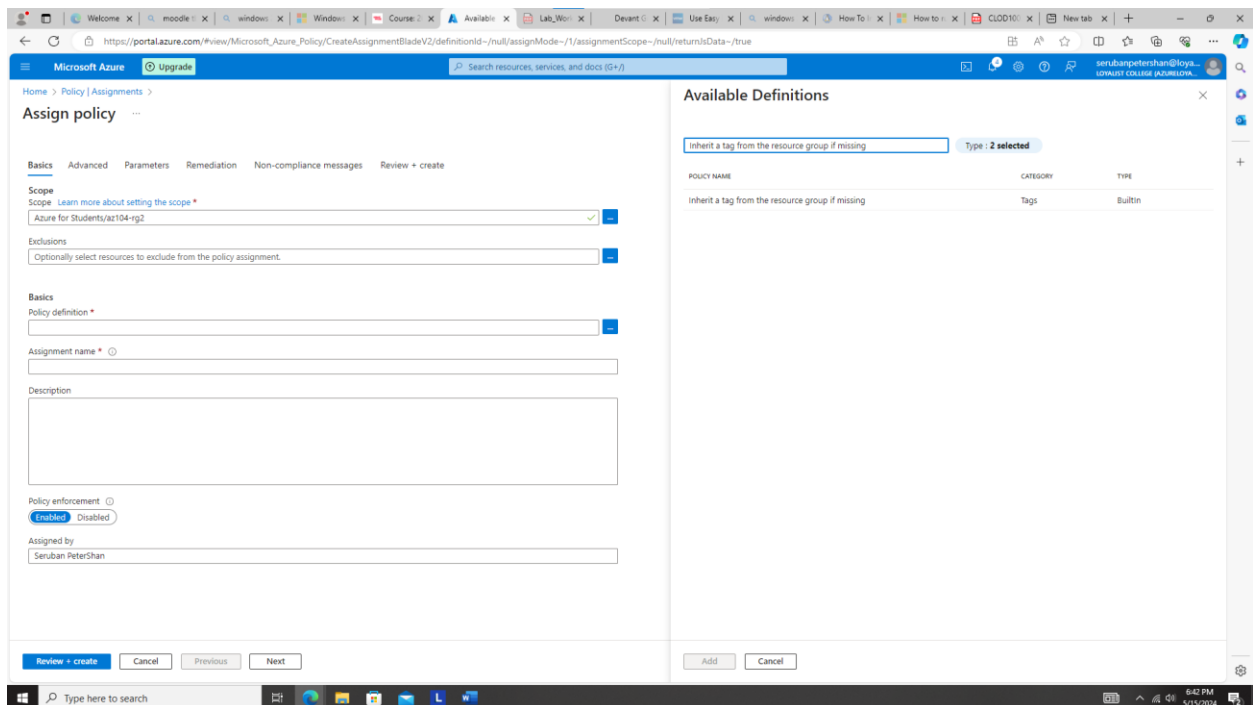 Welcome
moodle
windows
Windows
Course: 2
Available
Lab_Wor
Devant G
Use Easy
windows
How To
How to
CLOD100
New tab
https://portal.azure.com/#view/Microsoft_Azure_Policy/CreateAssignmentBladeV2/definitionId~/null/assignMode~/1/assignmentScope~/null/returnJsData~/true
Microsoft Azure
Upgrade
Search resources, services, and docs (G+/)
serubanpetershan@loya...
LOYALIST COLLEGE (AZURELOYA...
Home > Policy | Assignments >
Assign policy ...
Basics Advanced Parameters Remediation Non-compliance messages Review + create
Scope
Scope Learn more about setting the scope *
Azure for Students/az104-rg2
...
Exclusions
Optionally select resources to exclude from the policy assignment.
...
Basics
Policy definition *
...
Assignment name *
Description
Policy enforcement
Enabled Disabled
Assigned by
Seruban PeterShan
Review + create Cancel Previous Next
Available Definitions
Inherit a tag from the resource group if missing
Type : 2 selected
POLICY NAME CATEGORY TYPE
Inherit a tag from the resource group if missing Tags BuiltIn
Add Cancel
Type here to search
L
6:42 PM
5/15/2024